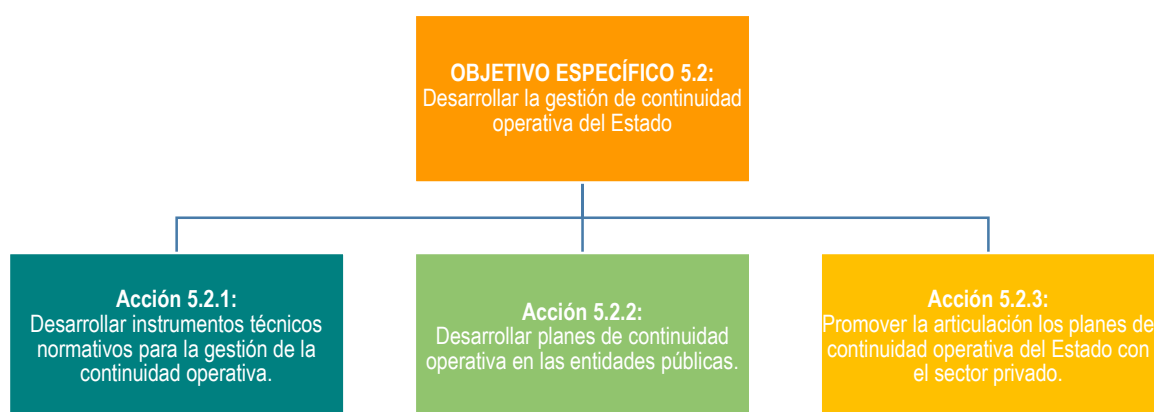 OBJETIVO ESPECÍFICO 5.2:
Desarrollar la gestión de continuidad
operativa del Estado
Acción 5.2.1:
Desarrollar instrumentos técnicos
normativos para la gestión de la
continuidad operativa.
Acción 5.2.2:
Desarrollar planes de continuidad
operativa en las entidades públicas.
Acción 5.2.3:
Promover la articulación los planes de
continuidad operativa del Estado con
el sector privado.